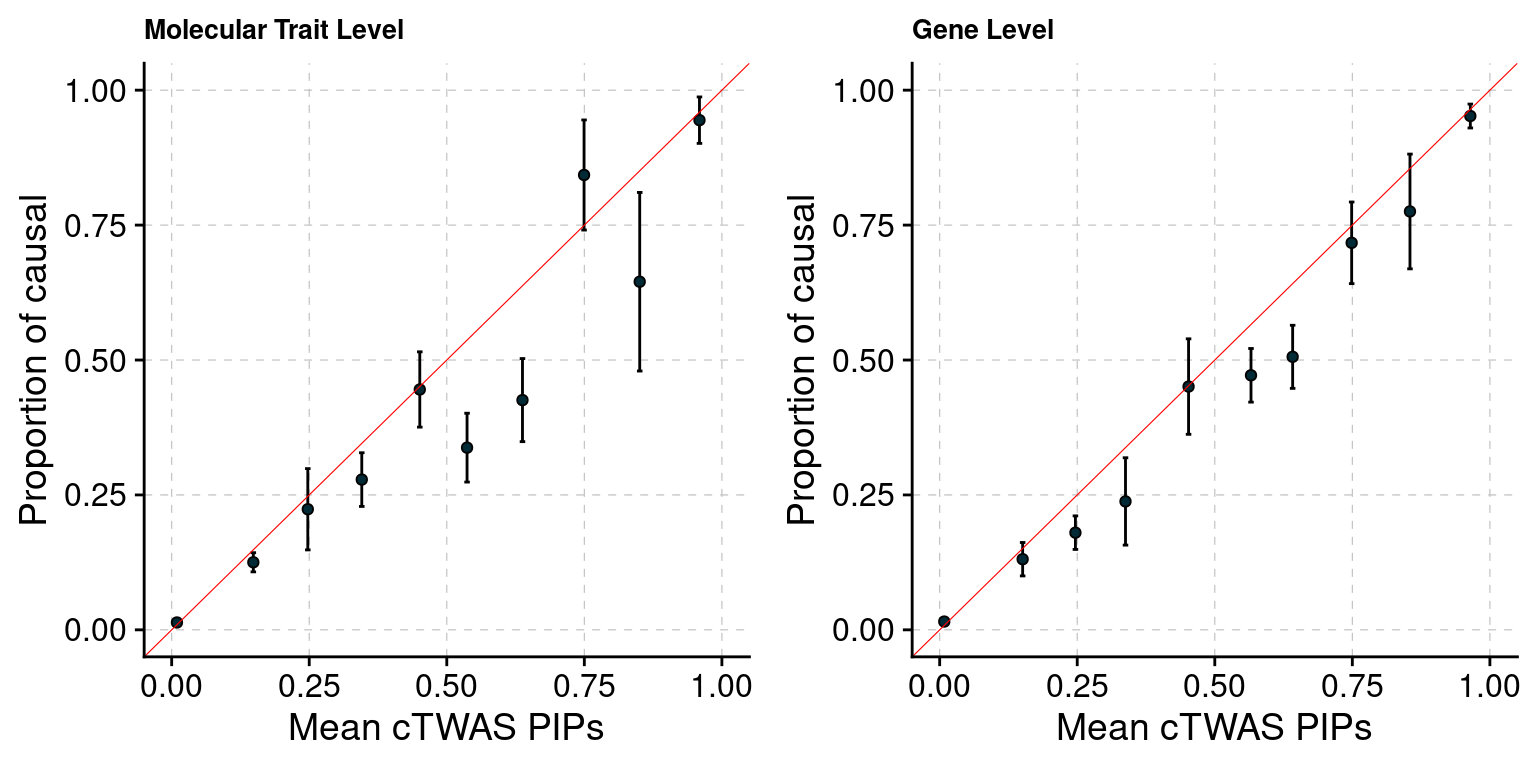 Molecular Trait Level
Proportion of causal
1.00
0.75
0.50
0.25
0.00
0.00 0.25 0.50 0.75 1.00
Mean cTWAS PIPs
Gene Level
Proportion of causal
1.00
0.75
0.50
0.25
0.00
0.00 0.25 0.50 0.75 1.00
Mean cTWAS PIPs